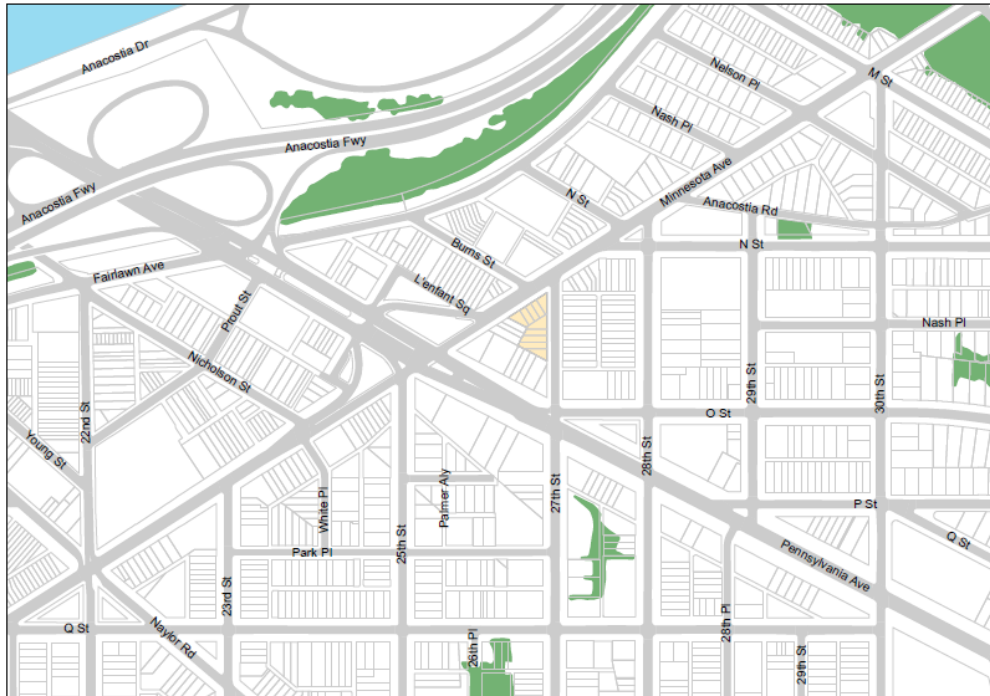 Anacostia Dr
Nelson Pl
M St
Nash Pl
Anacostia Fwy
Minnesota Ave
Anacostia Fwy
N St
Anacostia Rd
Burns St
N St
Fairlawn Ave
L'enfant Sq
Prout St
Nash Pl
Nicholson St
29th St
30th St
22nd St
O St
Young St
28th St
27th St
Palmer Aly
White Pl
P St
25th St
Q St
Park Pl
Pennsylvania Ave
23rd St
28th Pl
Q St
Naylor Rd
26th Pl
29th St